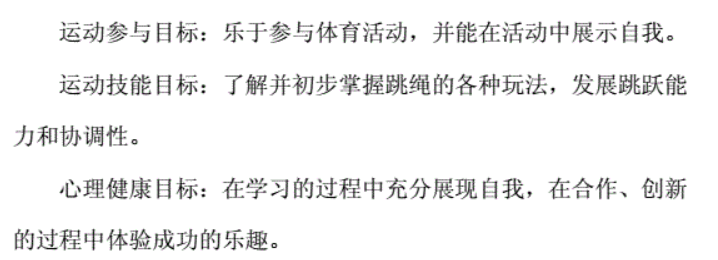 运动参与目标：乐于参与体育活动，并能在活动中展示自我。
运动技能目标：了解并初步掌握跳绳的各种玩法，发展跳跃能
力和协调性。
心理健康目标：在学习的过程中充分展现自我，在合作、创新
的过程中体验成功的乐趣。